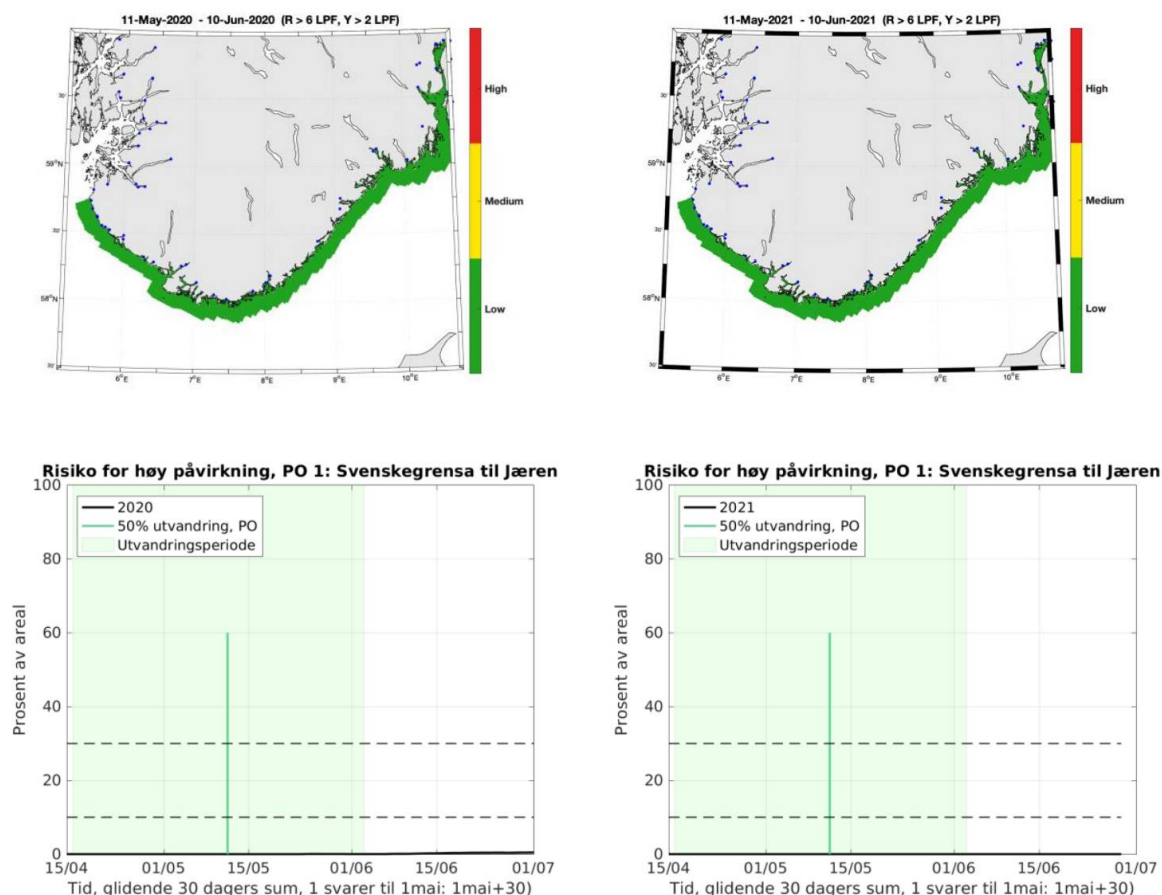 11-May-2020 - 10-Jun-2020 (R > 6 LPF, Y > 2 LPF)
High
Medium
Low
30'
59°N
30'
58°N
30'
6°E
7°E
8°E
9°E
10°E
11-May-2021 - 10-Jun-2021 (R > 6 LPF, Y > 2 LPF)
High
Medium
Low
30'
59°N
30'
58°N
30'
6°E
7°E
8°E
9°E
10°E
Risiko for høy påvirkning, PO 1: Svenskegrensa til Jæren
2020
50% utvandring, PO
Utvandringsperiode
Prosent av areal
100
80
60
40
20
0
15/04
01/05
15/05
01/06
15/06
01/07
Tid, glidende 30 dagers sum, 1 svarer til 1mai: 1mai+30)
Risiko for høy påvirkning, PO 1: Svenskegrensa til Jæren
2021
50% utvandring, PO
Utvandringsperiode
Prosent av areal
100
80
60
40
20
0
15/04
01/05
15/05
01/06
15/06
01/07
Tid, glidende 30 dagers sum, 1 svarer til 1mai: 1mai+30)